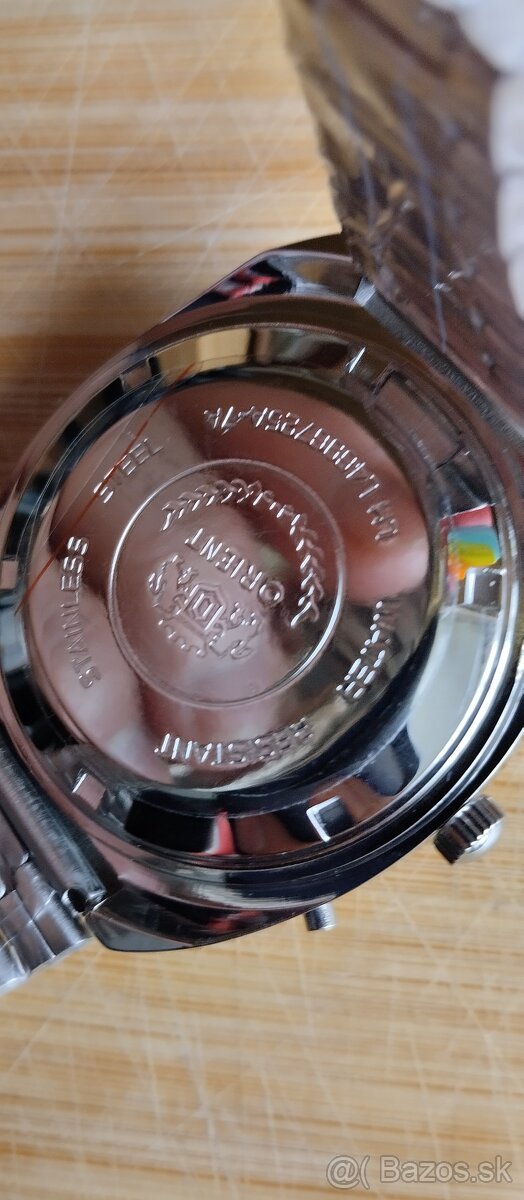 ORIENT
STAINLESS STEEL
WATER RESISTANT
@( Bazos.sk